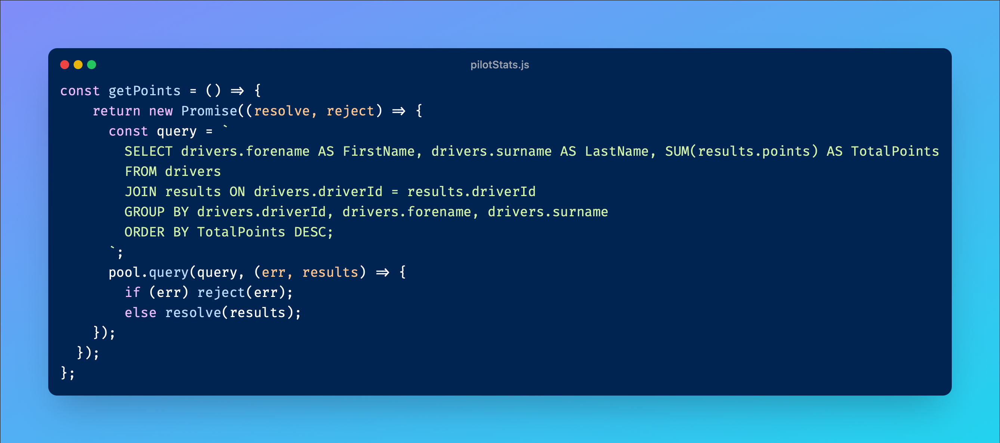 pilotStats.js
const getPoints = () => {
    return new Promise((resolve, reject) => {
      const query = `
        SELECT drivers.forename AS FirstName, drivers.surname AS LastName, SUM(results.points) AS TotalPoints
        FROM drivers
        JOIN results ON drivers.driverId = results.driverId
        GROUP BY drivers.driverId, drivers.forename, drivers.surname
        ORDER BY TotalPoints DESC;
      `;
      pool.query(query, (err, results) => {
        if (err) reject(err);
        else resolve(results);
    });
  });
};